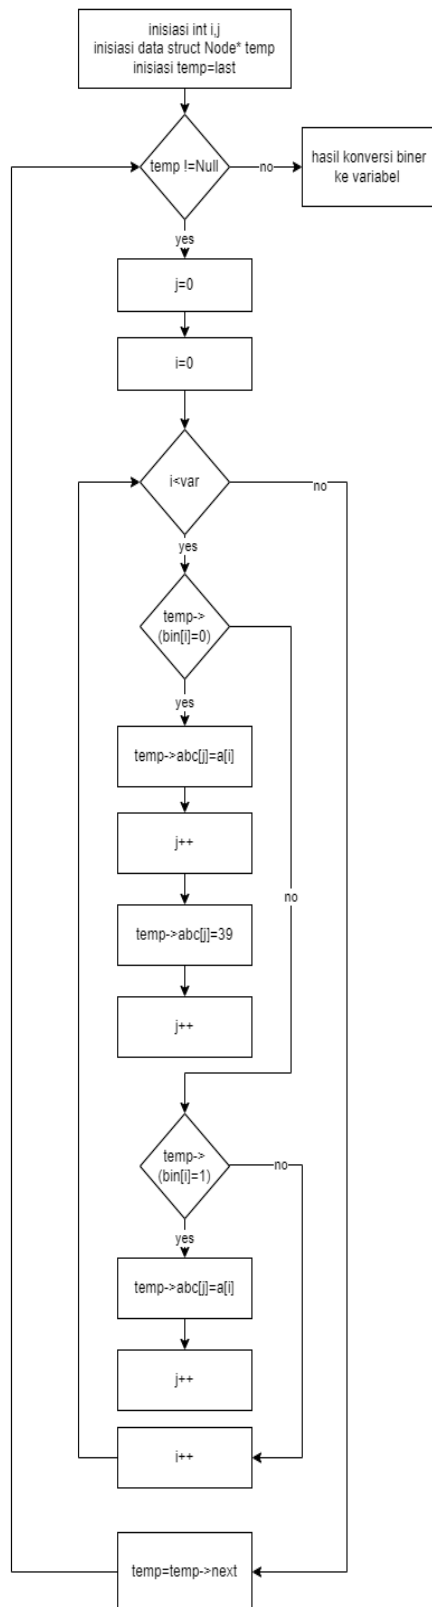 inisiasi int i,j
inisiasi data struct Node* temp
inisiasi temp=last
temp !=Null
no
hasil konversi biner
ke variabel
yes
j=0
i=0
i<var
no
yes
temp->
(bin[i]=0)
yes
temp->abc[j]=a[i]
j++
temp->abc[j]=39
no
j++
temp->
(bin[i]=1)
no
yes
temp->abc[j]=a[i]
j++
i++
temp=temp->next